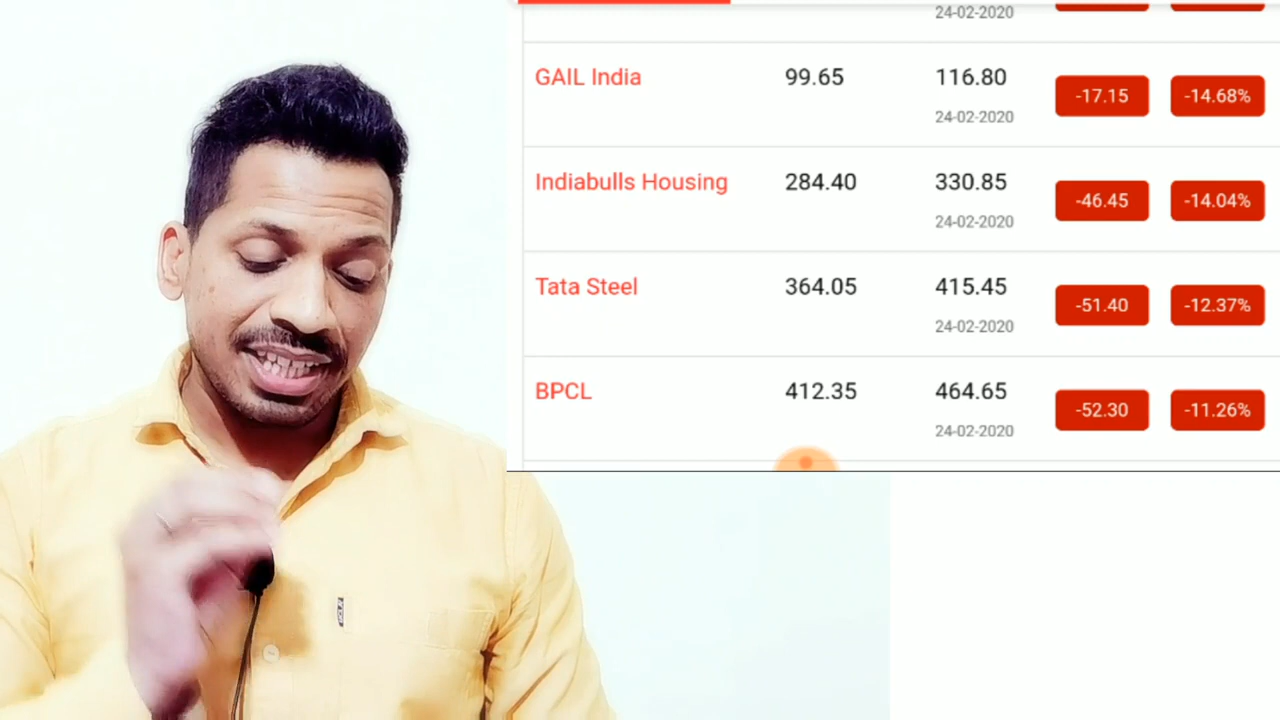 24-02-2020
GAIL India 99.65 116.80 -17.15 -14.68%
24-02-2020
Indiabulls Housing 284.40 330.85 -46.45 -14.04%
24-02-2020
Tata Steel 364.05 415.45 -51.40 -12.37%
24-02-2020
BPCL 412.35 464.65 -52.30 -11.26%
24-02-2020